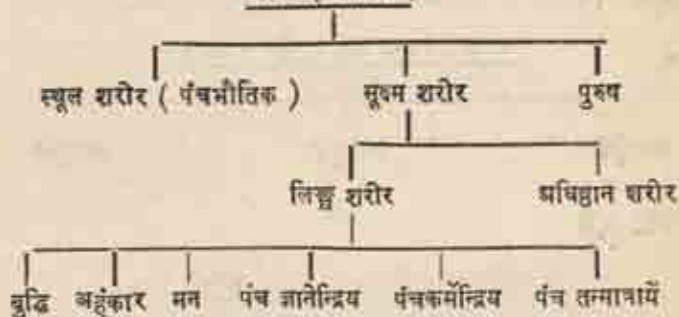 स्थूल शरीर ( पंचभौतिक ) सूक्ष्म शरीर पुरुष
लिङ्ग शरीर अधिष्ठान शरीर
बुद्धि अहंकार मन पंच ज्ञानेन्द्रिय पंचकर्मेन्द्रिय पंच तन्मात्रायें